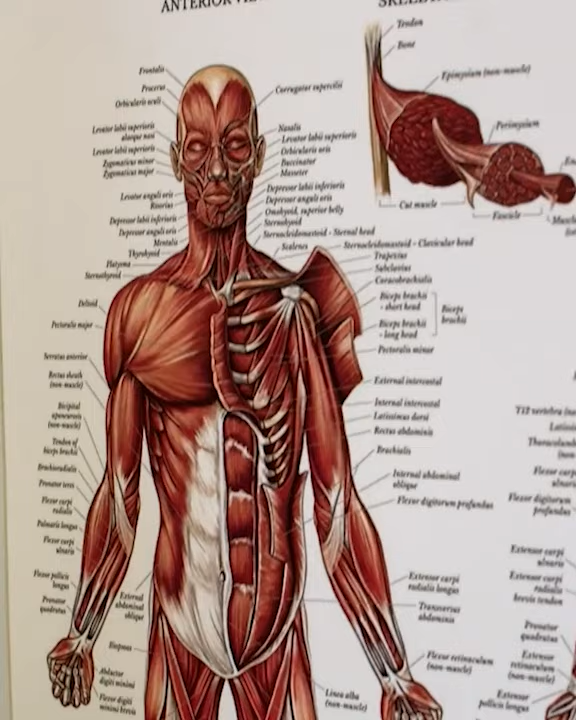 ANTERIOR
Tendon
Bone
Epimysium (non-muscle)
Perimysium
Cut muscle
Fascicle
Frontalis
Procerus
Orbicularis oculi
Levator labii superioris
alaeque nasi
Levator labii superioris
Zygomaticus minor
Zygomaticus major
Levator anguli oris
Risorius
Depressor labii inferioris
Depressor anguli oris
Mentalis
Thyrohyoid
Platysma
Sternothyroid
Deltoid
Pectoralis major
Serratus anterior
Rectus sheath
(non-muscle)
Bicipital
aponeurosis
(non-muscle)
Tendon of
biceps brachii
Brachioradialis
Pronator teres
Flexor carpi
radialis
Palmaris longus
Flexor carpi
ulnaris
Flexor pollicis
longus
Pronator
quadratus
External
abdominal
oblique
Iliopsoas
Abductor
digiti minimi
Flexor digiti
minimi brevis
Corrugator supercilii
Nasalis
Levator labii superioris
Orbicularis oris
Buccinator
Masseter
Depressor labii inferioris
Depressor anguli oris
Omohyoid, superior belly
Sternohyoid
Sternocleidomastoid - Sternal head
Scalenes
Sternocleidomastoid - Clavicular head
Trapezius
Subclavius
Coracobrachialis
Biceps brachii
- short head
Biceps brachii
- long head
Biceps
brachii
Pectoralis minor
External intercostal
Internal intercostal
Latissimus dorsi
Rectus abdominis
Brachialis
Internal abdominal
oblique
Flexor digitorum profundus
Extensor carpi
radialis longus
Transversus
abdominis
Flexor retinaculum
(non-muscle)
Linea alba
(non-muscle)
T12 vertebra
Flexor carpi
Flexor digitorum
profundus
Extensor carpi
ulnaris
Extensor carpi
radialis
brevis tendon
Pronator
quadratus
Extensor
retinaculum
(non-muscle)
Extensor
pollicis longus